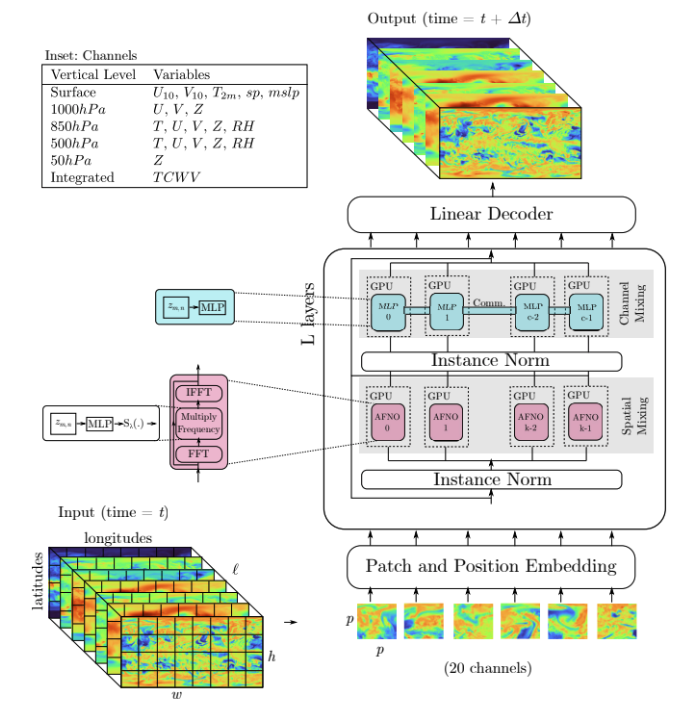 Output (time = t + Δt)
Inset: Channels
Vertical Level Variables
Surface U₁₀, V₁₀, T₂ₘ, sp, mslp
1000hPa U, V, Z
850hPa T, U, V, Z, RH
500hPa T, U, V, Z, RH
50hPa Z
Integrated TCWV
Linear Decoder
L layers
GPU GPU GPU GPU
MLP 0
MLP 1
Comm.
MLP c-2
MLP c-1
Channel Mixing
zₘ,ₙ MLP
Instance Norm
GPU GPU GPU GPU
AFNO 0
AFNO 1
AFNO k-2
AFNO k-1
Spatial Mixing
IFFT
Multiply
Frequency
FFT
zₘ,ₙ MLP S_λ(.)
Instance Norm
Input (time = t)
longitudes
latitudes
ℓ
h
w
Patch and Position Embedding
p
p
(20 channels)